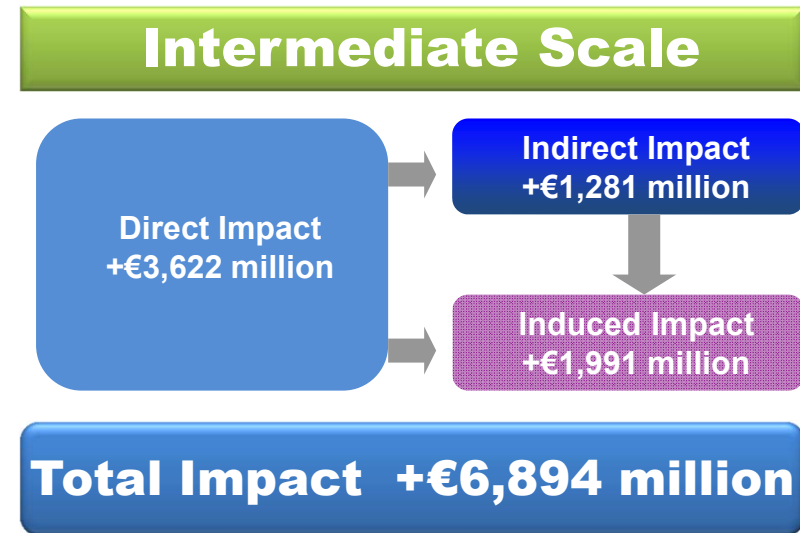 Intermediate Scale
Direct Impact
+€3,622 million
Indirect Impact
+€1,281 million
Induced Impact
+€1,991 million
Total Impact +€6,894 million